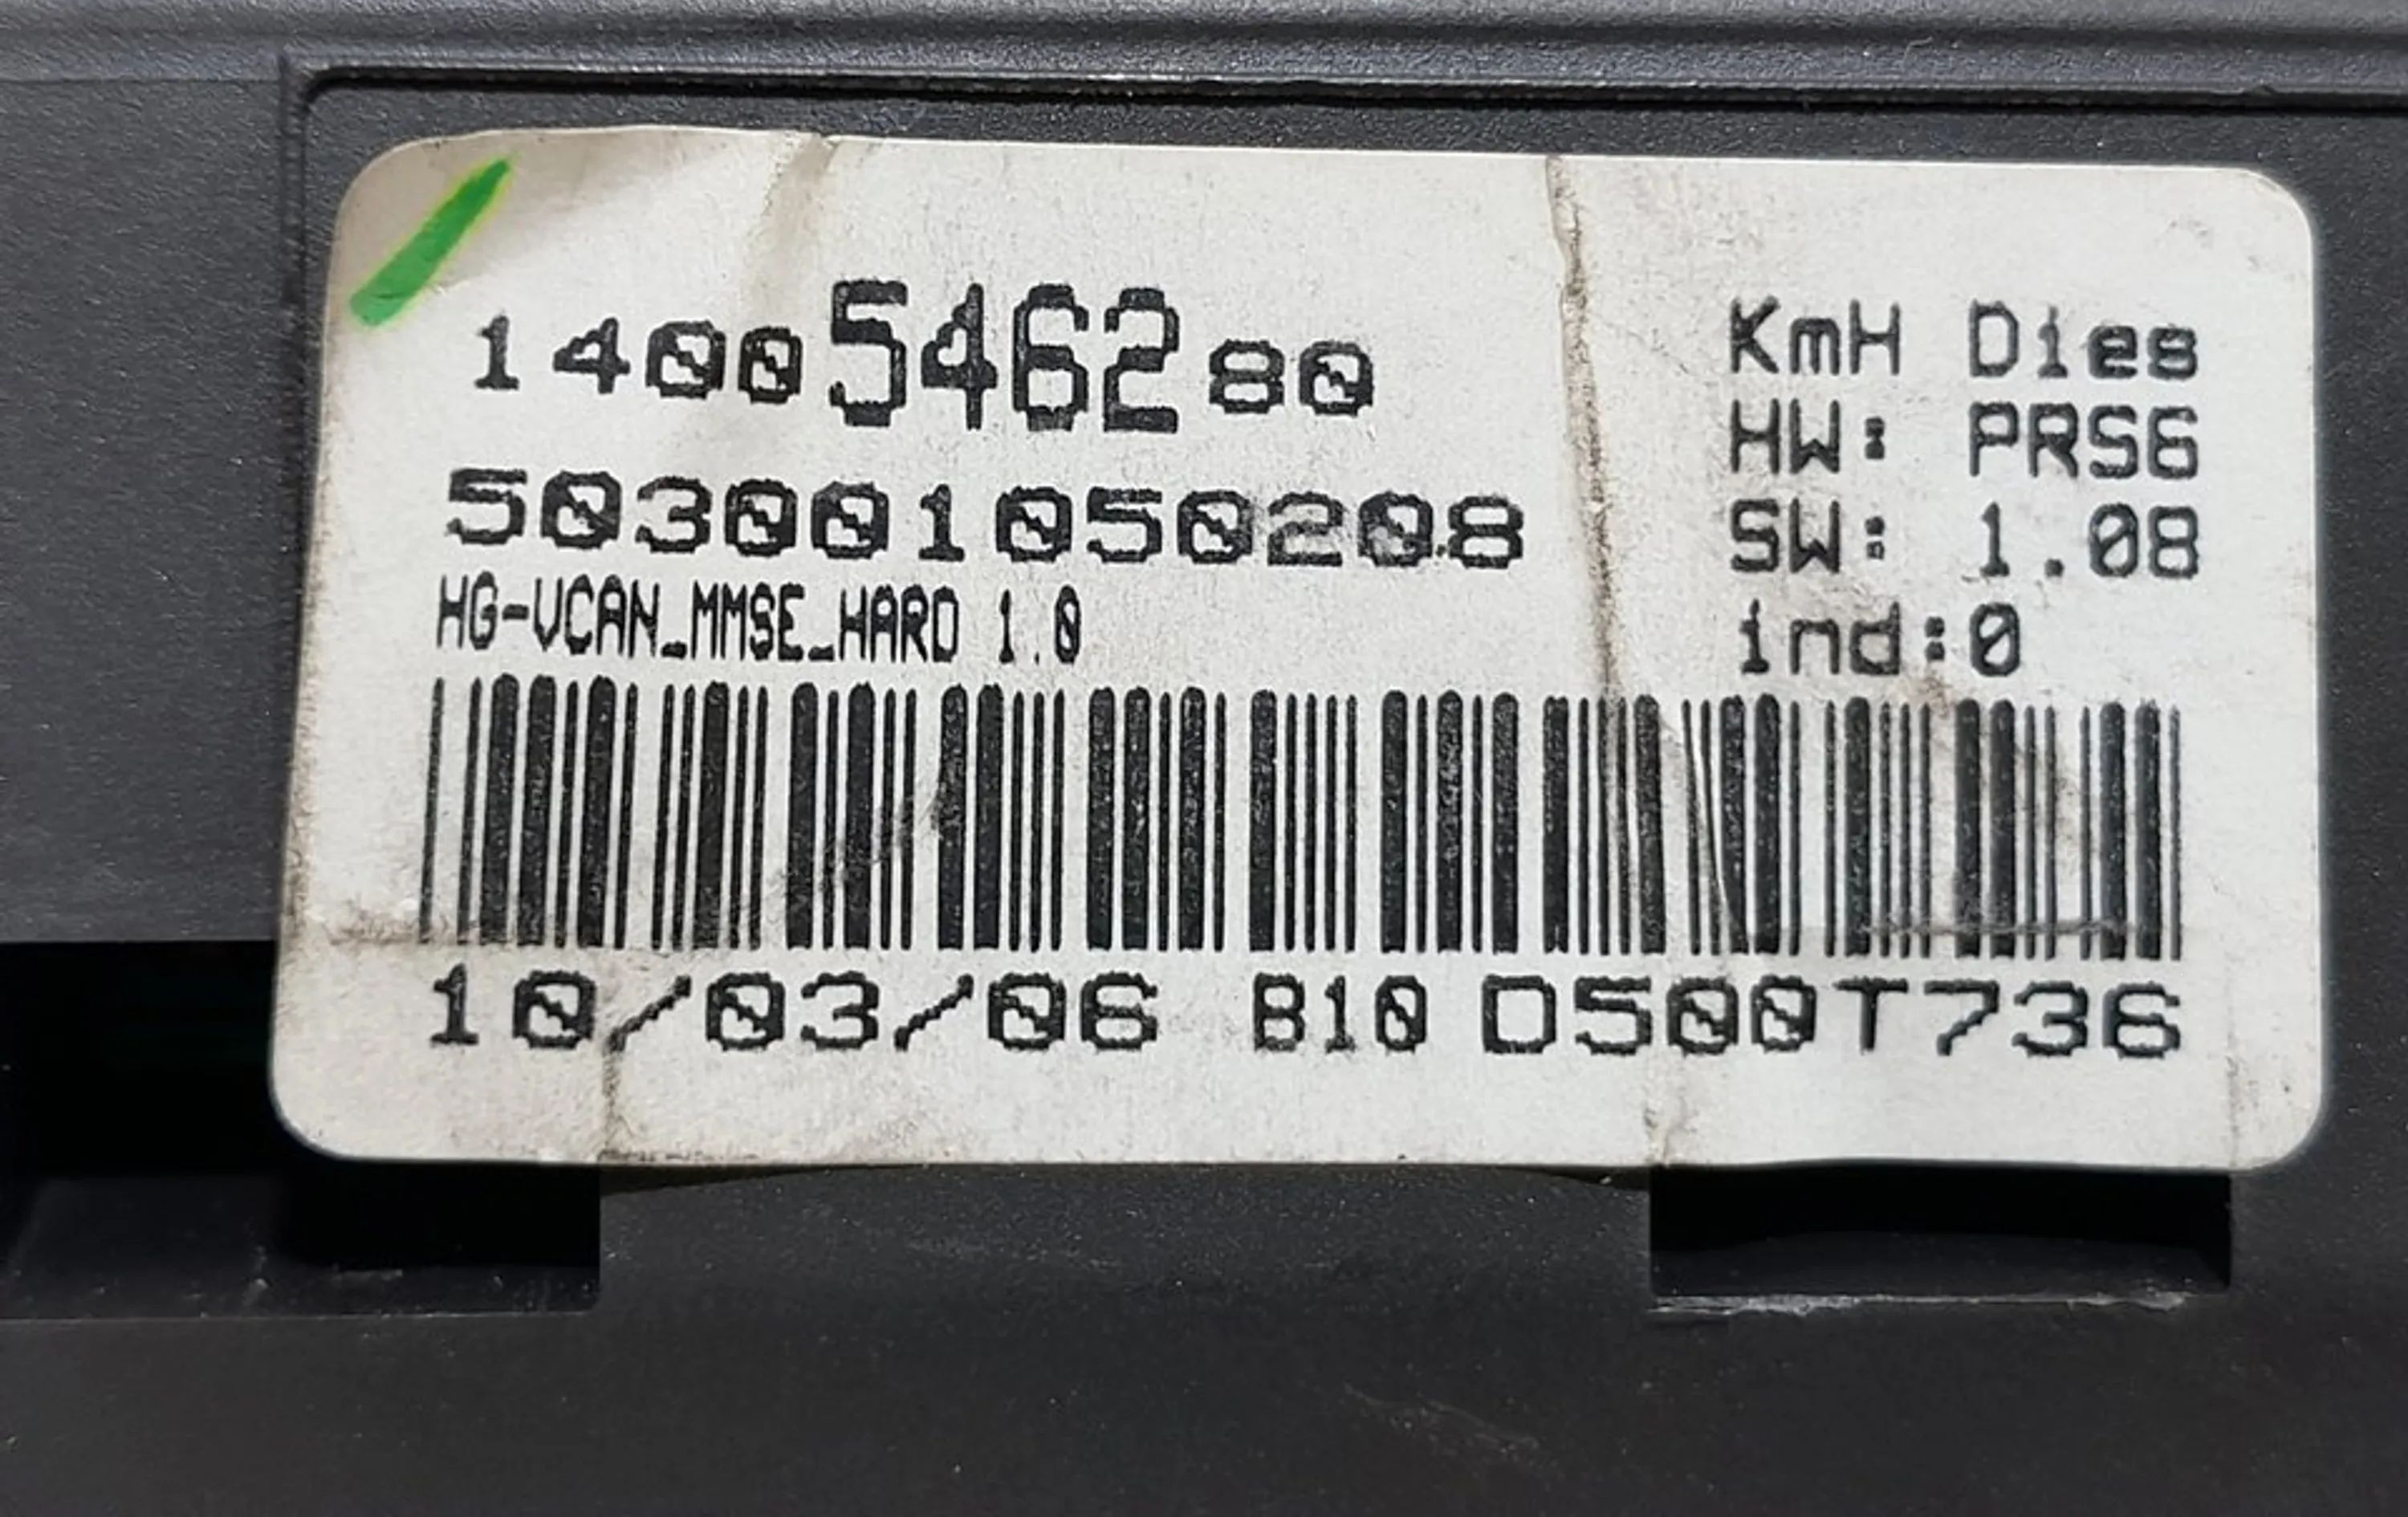 1400546280
503001050208
HG-VCAN_MMSE_HARD 1.0
KmH Dies
HW: PRS6
SW: 1.08
ind:0
10/03/06 B10 D500T736